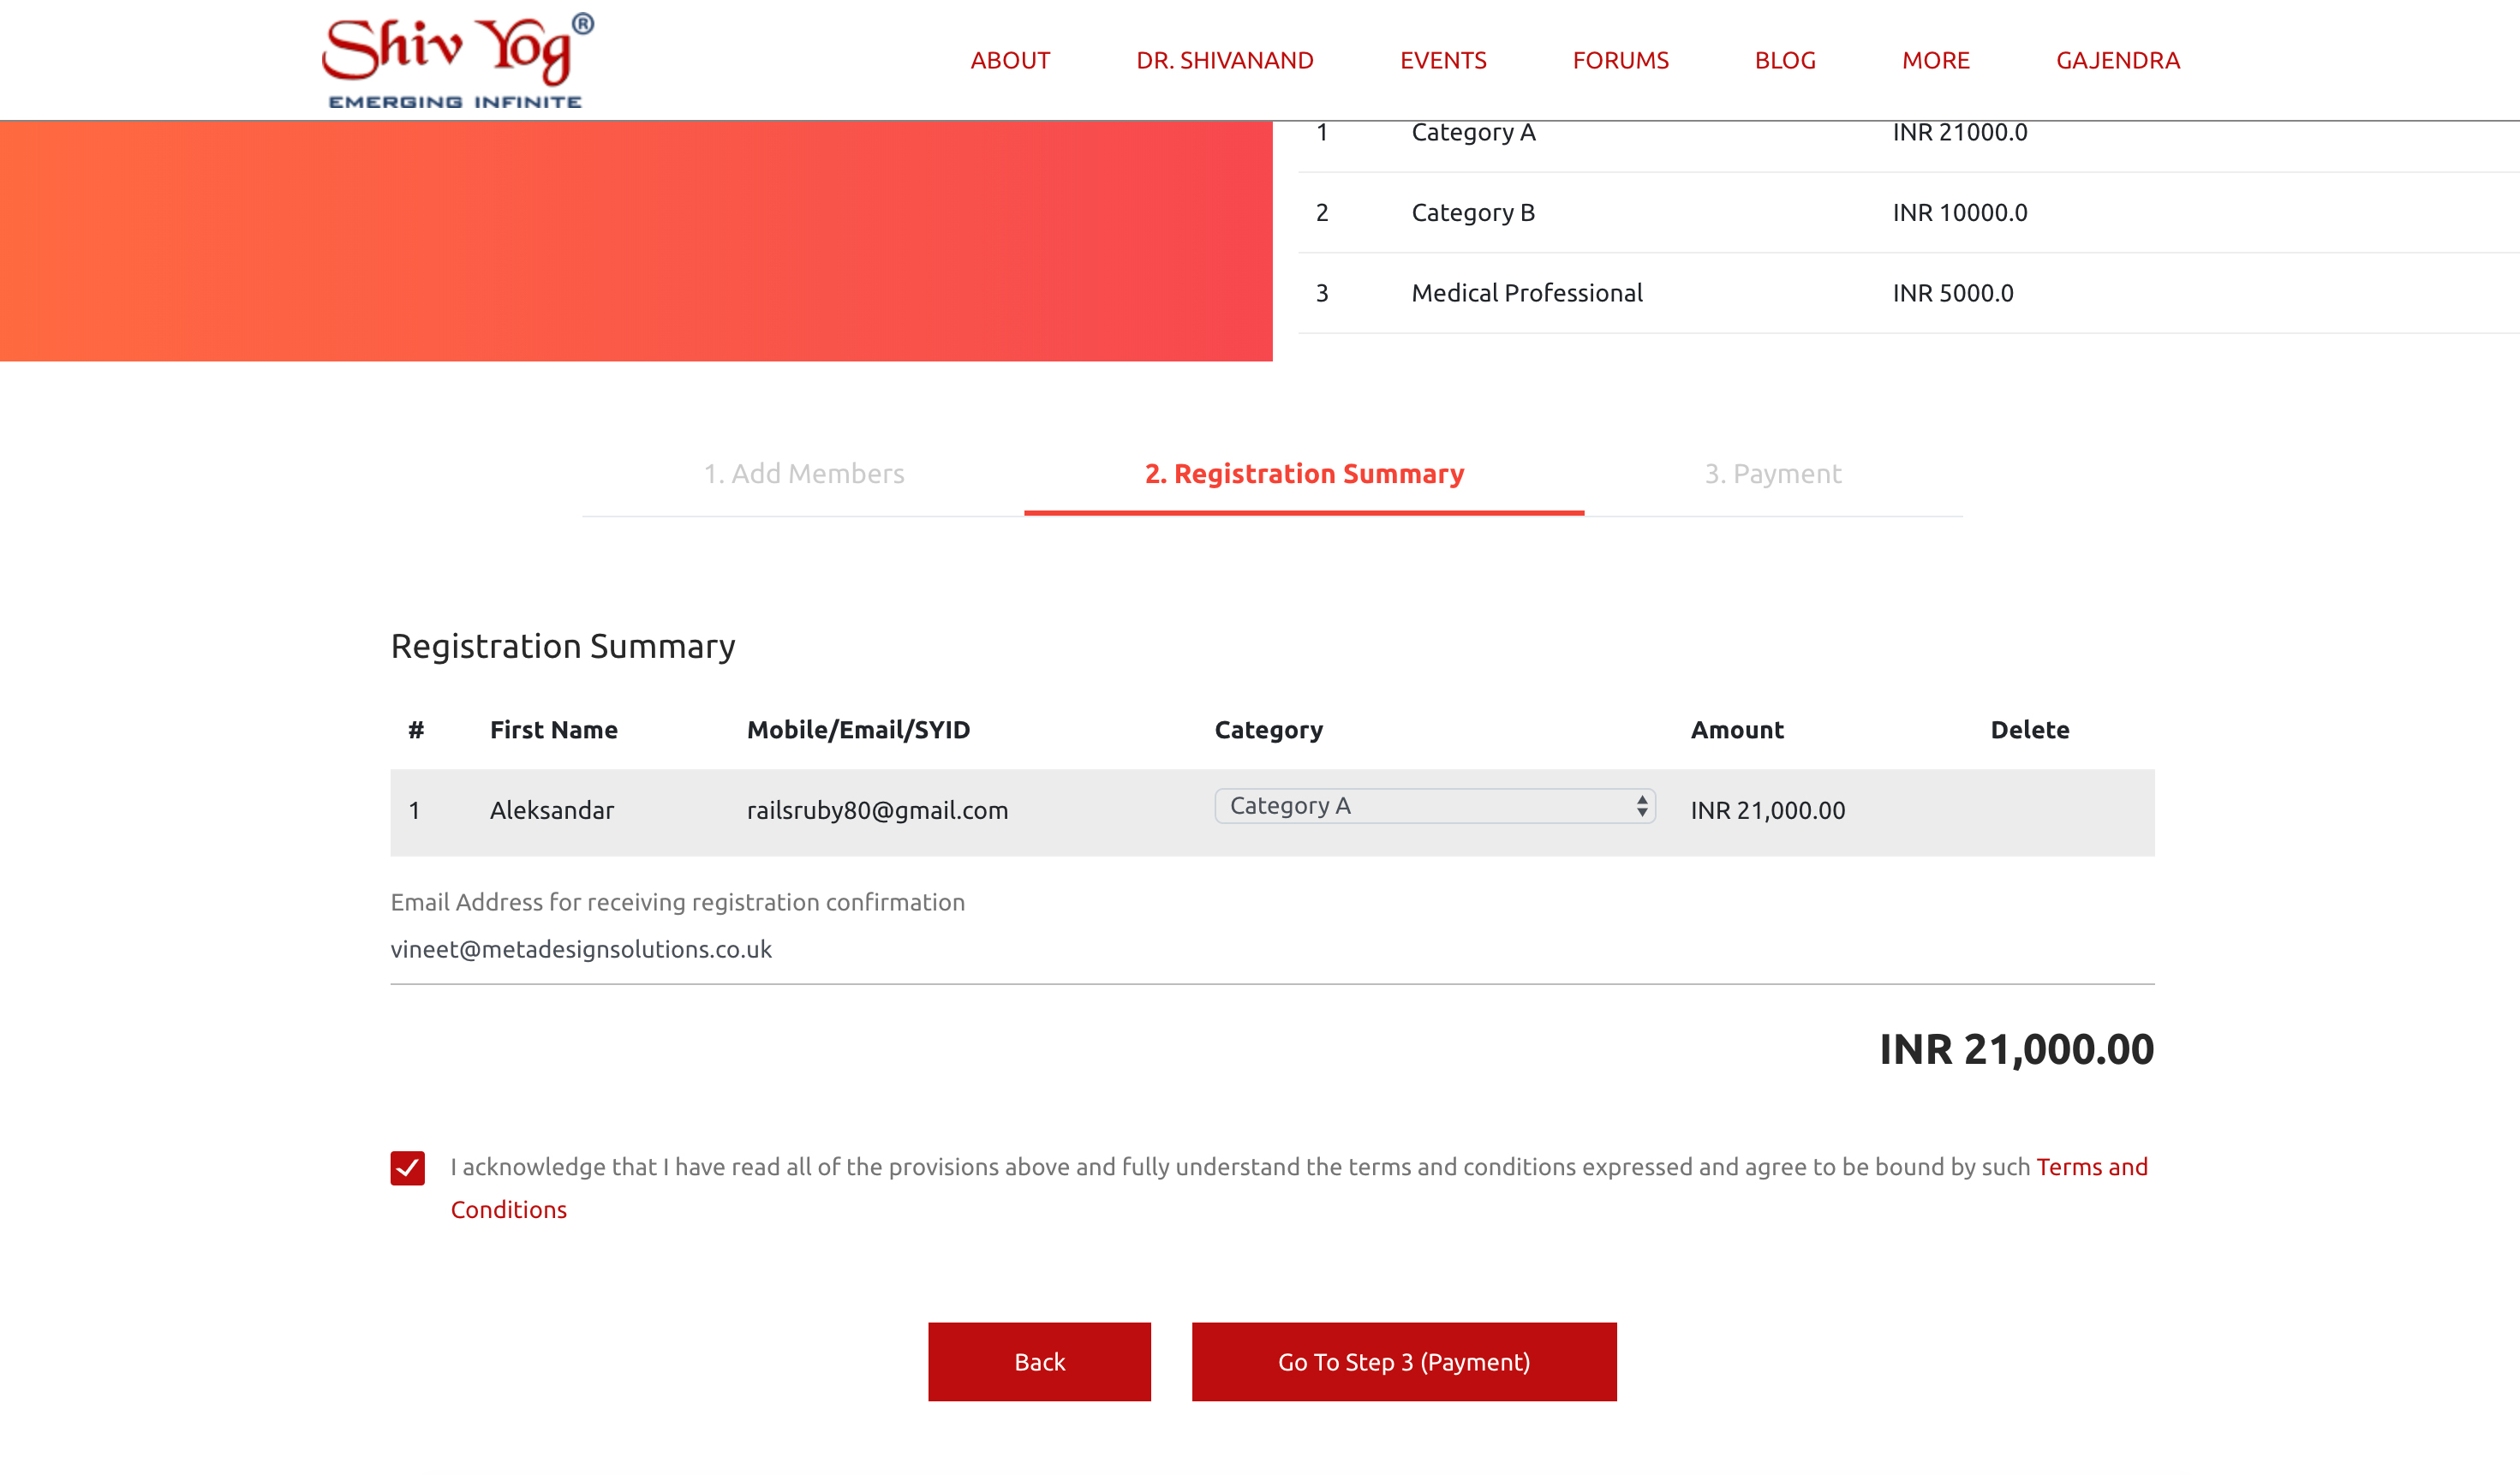 Shiv Yog®
EMERGING INFINITE
ABOUT DR. SHIVANAND EVENTS FORUMS BLOG MORE GAJENDRA
1 Category A INR 21000.0
2 Category B INR 10000.0
3 Medical Professional INR 5000.0
1. Add Members 2. Registration Summary 3. Payment
Registration Summary
# First Name Mobile/Email/SYID Category Amount Delete
1 Aleksandar railsruby80@gmail.com Category A INR 21,000.00
Email Address for receiving registration confirmation
vineet@metadesignsolutions.co.uk
INR 21,000.00
I acknowledge that I have read all of the provisions above and fully understand the terms and conditions expressed and agree to be bound by such Terms and
Conditions
Back Go To Step 3 (Payment)